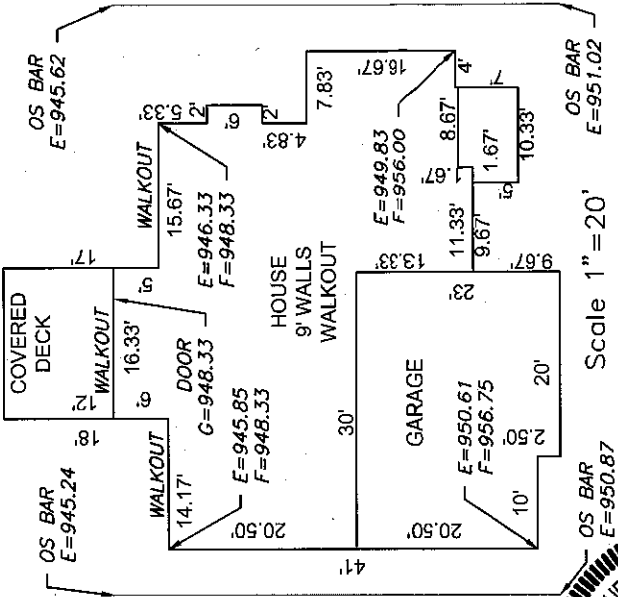 OS BAR
E=945.62
OS BAR
E=945.24
COVERED
DECK
17'
12'
18'
WALKOUT
16.33'
5'
6'
WALKOUT
15.67'
5.33'
2'
6'
2'
4.83'
7.83'
16.67'
4'
DOOR
G=948.33
E=946.33
F=948.33
WALKOUT
14.17'
E=945.85
F=948.33
HOUSE
9' WALLS
WALKOUT
E=949.83
F=956.00
8.67'
7'
1.67'
1.67'
10.33'
5'
11.33'
9.67'
20.50'
30'
13.33'
23'
9.67'
41'
GARAGE
20.50'
E=950.61
F=956.75
2.50'
10'
20'
OS BAR
E=950.87
OS BAR
E=951.02
Scale 1"=20'